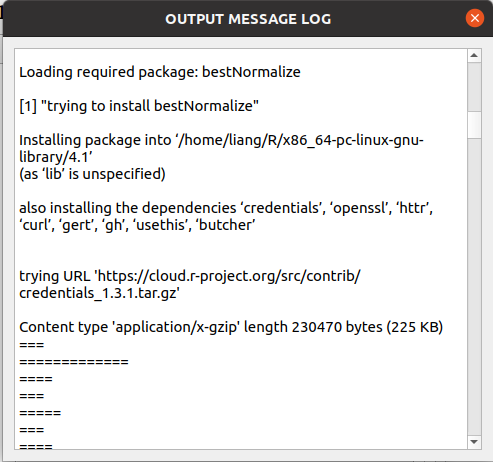 OUTPUT MESSAGE LOG
Loading required package: bestNormalize
[1] "trying to install bestNormalize"
Installing package into ‘/home/liang/R/x86_64-pc-linux-gnu-
library/4.1’
(as ‘lib’ is unspecified)
also installing the dependencies ‘credentials’, ‘openssl’, ‘httr’,
‘curl’, ‘gert’, ‘gh’, ‘usethis’, ‘butcher’
trying URL 'https://cloud.r-project.org/src/contrib/
credentials_1.3.1.tar.gz'
Content type 'application/x-gzip' length 230470 bytes (225 KB)
===
=============
====
===
=====
===
====